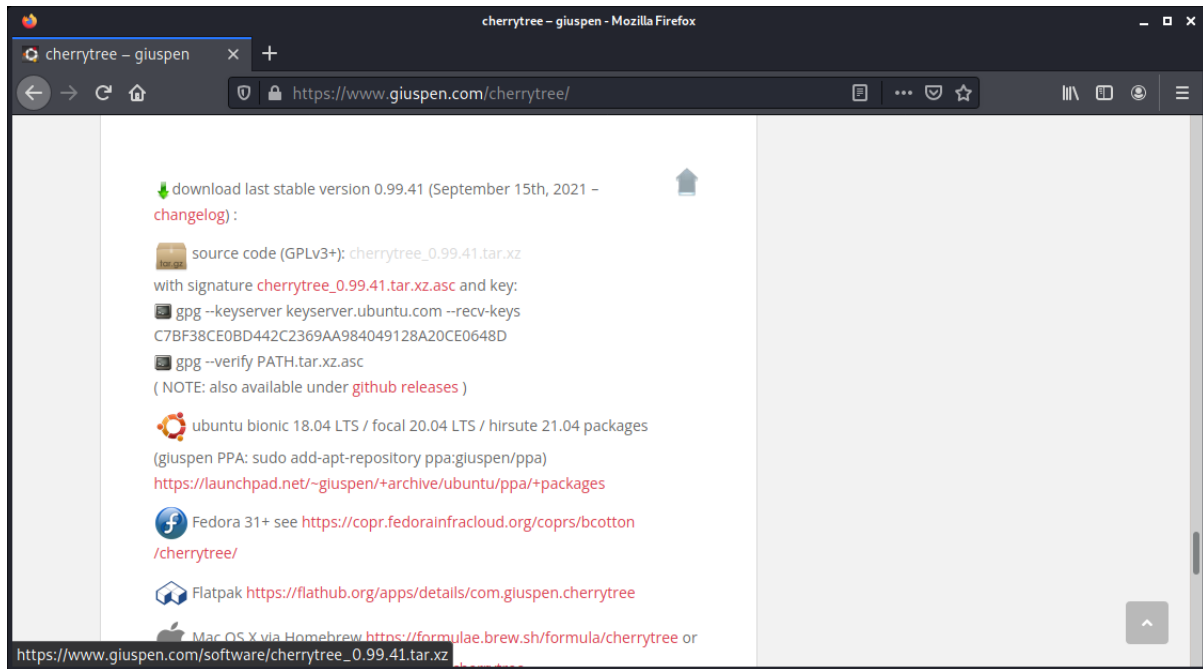 cherrytree – giuspen - Mozilla Firefox
cherrytree – giuspen
https://www.giuspen.com/cherrytree/
download last stable version 0.99.41 (September 15th, 2021 –
changelog) :
tar.gz
source code (GPLv3+): cherrytree_0.99.41.tar.xz
with signature cherrytree_0.99.41.tar.xz.asc and key:
gpg --keyserver keyserver.ubuntu.com --recv-keys
C7BF38CE0BD442C2369AA984049128A20CE0648D
gpg --verify PATH.tar.xz.asc
( NOTE: also available under github releases )
ubuntu bionic 18.04 LTS / focal 20.04 LTS / hirsute 21.04 packages
(giuspen PPA: sudo add-apt-repository ppa:giuspen/ppa)
https://launchpad.net/~giuspen/+archive/ubuntu/ppa/+packages
Fedora 31+ see https://copr.fedorainfracloud.org/coprs/bcotton
/cherrytree/
Flatpak https://flathub.org/apps/details/com.giuspen.cherrytree
Mac OS X via Homebrew https://formulae.brew.sh/formula/cherrytree or
https://www.giuspen.com/software/cherrytree_0.99.41.tar.xz